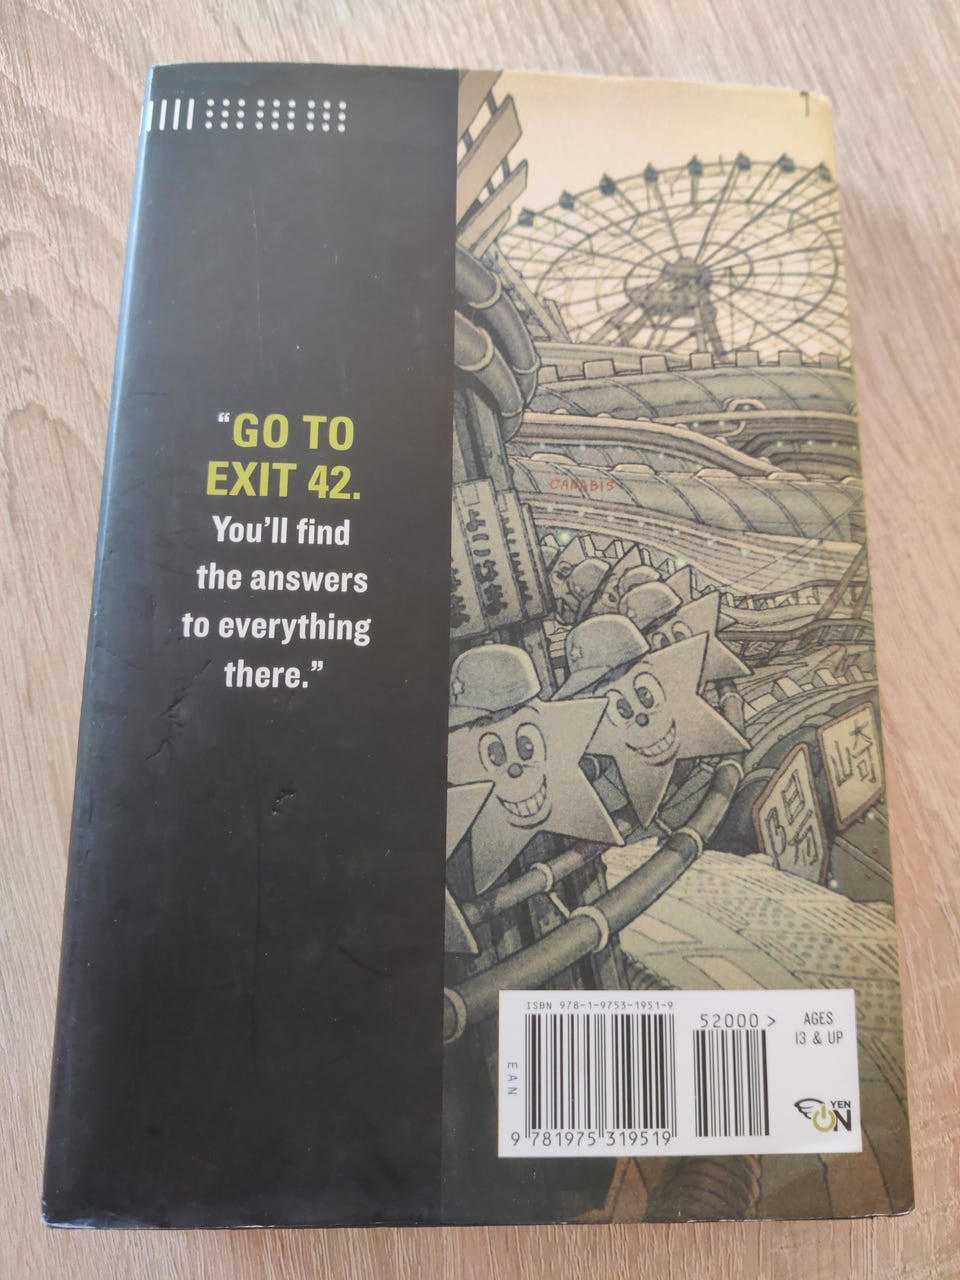 “GO TO
EXIT 42.
You’ll find
the answers
to everything
there.”
CANABIS
陽
崎
ISBN 978-1-9753-1951-9
52000 >
AGES
13 & UP
EAN
9 781975 319519
YEN
ON